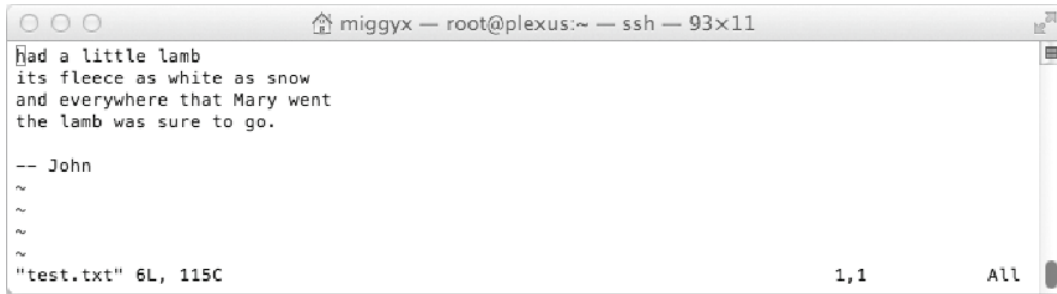 miggyx — root@plexus:~ — ssh — 93×11
had a little lamb
its fleece as white as snow
and everywhere that Mary went
the lamb was sure to go.
-- John
~
~
~
~
"test.txt" 6L, 115C 1,1 All